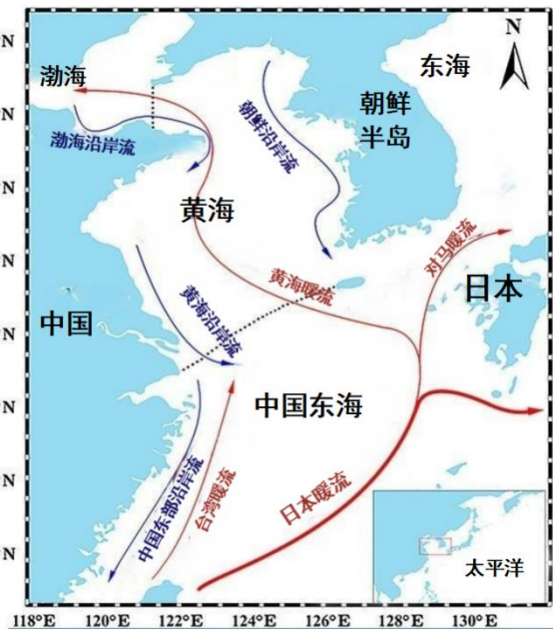 N
东海
渤海
N
朝鲜
半岛
朝鲜沿岸流
渤海沿岸流
N
黄海
N
对马暖流
N
黄海暖流
日本
黄海沿岸流
中国
N
中国东海
N
台湾暖流
中国东部沿岸流
日本暖流
N
太平洋
N
118°E 120°E 122°E 124°E 126°E 128°E 130°E
N